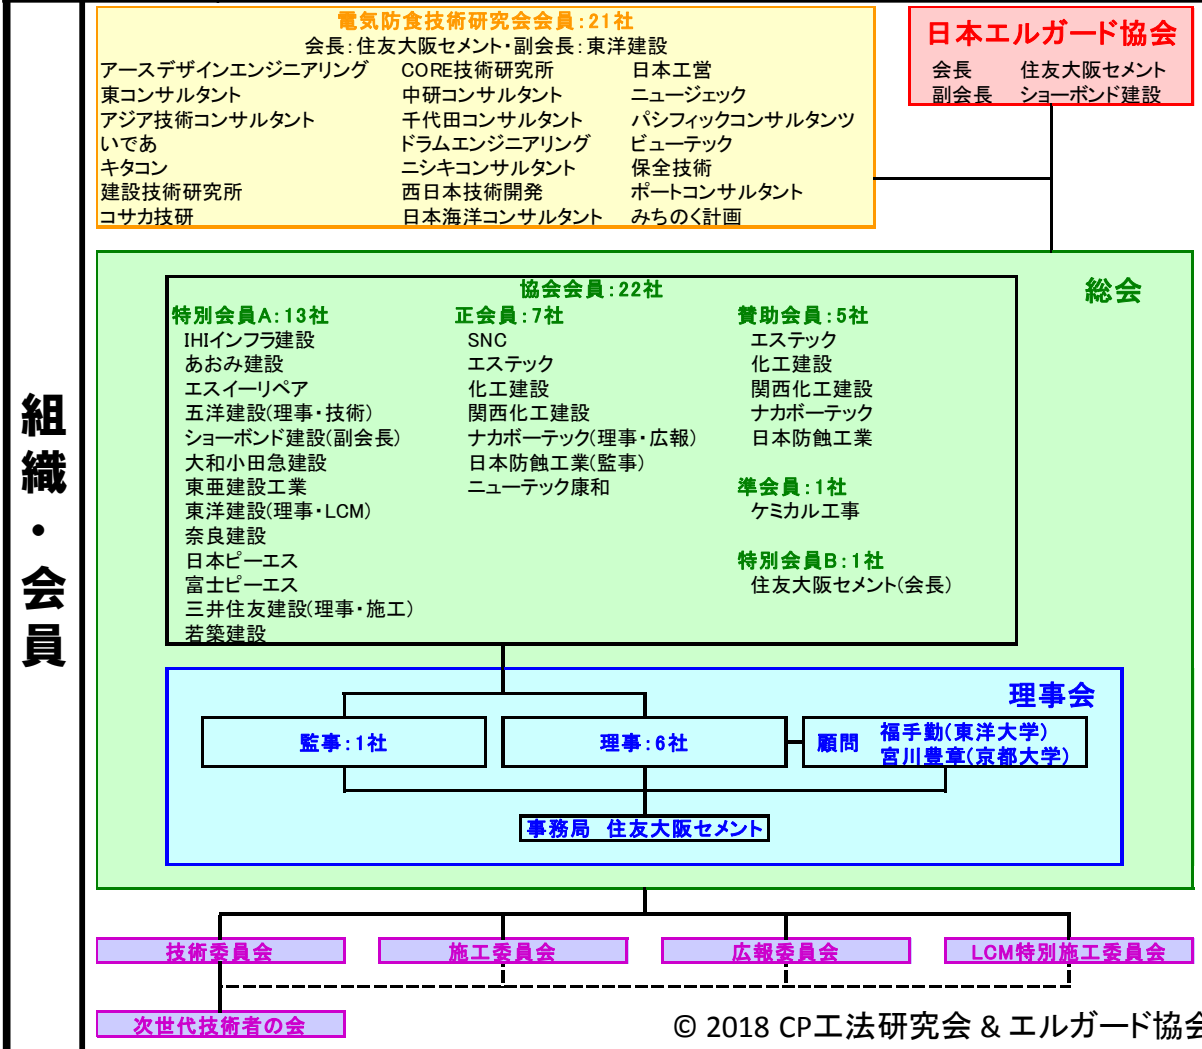 組織・会員
電気防食技術研究会会員：21社
会長：住友大阪セメント・副会長：東洋建設
アースデザインエンジニアリング CORE技術研究所 日本工営
東コンサルタント 中研コンサルタント ニュージェック
アジア技術コンサルタント 千代田コンサルタント パシフィックコンサルタンツ
いであ ドラムエンジニアリング ビューテック
キタコン ニシキコンサルタント 保全技術
建設技術研究所 西日本技術開発 ポートコンサルタント
コサカ技研 日本海洋コンサルタント みちのく計画
日本エルガード協会
会長 住友大阪セメント
副会長 ショーボンド建設
総会
協会会員：22社
特別会員A：13社
IHIインフラ建設
あおみ建設
エスイーリペア
五洋建設(理事・技術)
ショーボンド建設(副会長)
大和小田急建設
東亜建設工業
東洋建設(理事・LCM)
奈良建設
日本ピーエス
富士ピーエス
三井住友建設(理事・施工)
若築建設
正会員：7社
SNC
エステック
化工建設
関西化工建設
ナカボーテック(理事・広報)
日本防蝕工業(監事)
ニューテック康和
賛助会員：5社
エステック
化工建設
関西化工建設
ナカボーテック
日本防蝕工業
準会員：1社
ケミカル工事
特別会員B：1社
住友大阪セメント(会長)
理事会
監事：1社
理事：6社
顧問 福手勤(東洋大学)
宮川豊章(京都大学)
事務局 住友大阪セメント
技術委員会
施工委員会
広報委員会
LCM特別施工委員会
次世代技術者の会
© 2018 CP工法研究会 & エルガード協会